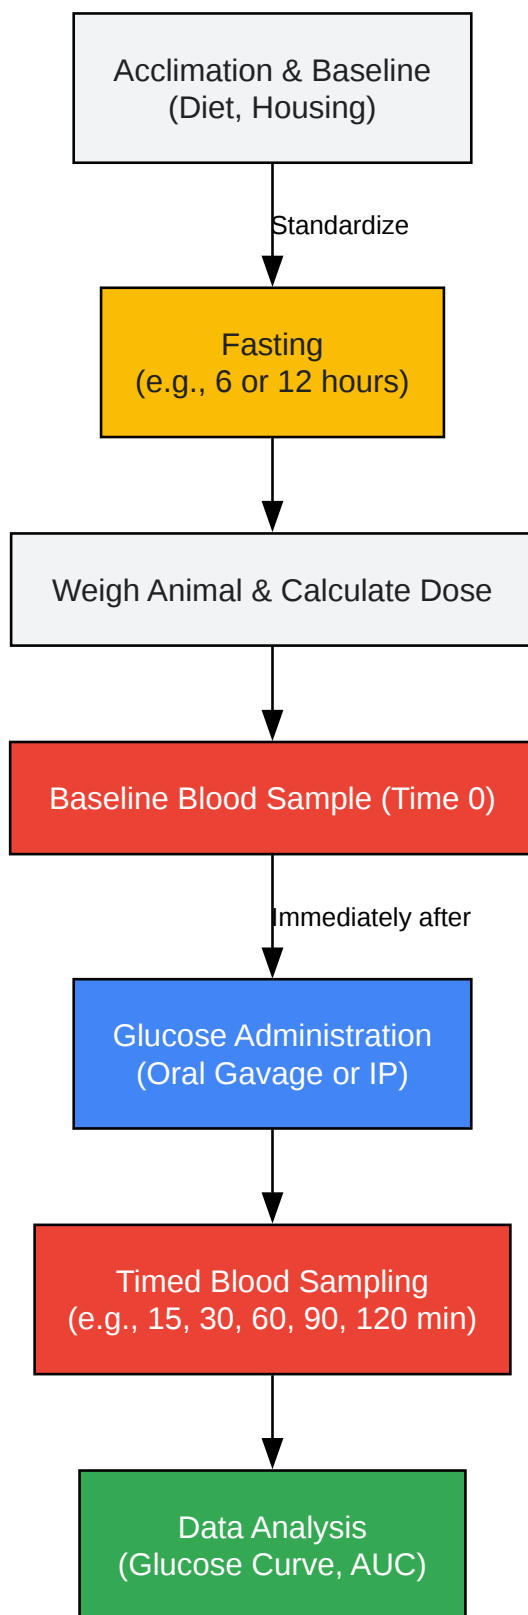 Acclimation & Baseline
(Diet, Housing)
Standardize
Fasting
(e.g., 6 or 12 hours)
Weigh Animal & Calculate Dose
Baseline Blood Sample (Time 0)
Immediately after
Glucose Administration
(Oral Gavage or IP)
Timed Blood Sampling
(e.g., 15, 30, 60, 90, 120 min)
Data Analysis
(Glucose Curve, AUC)